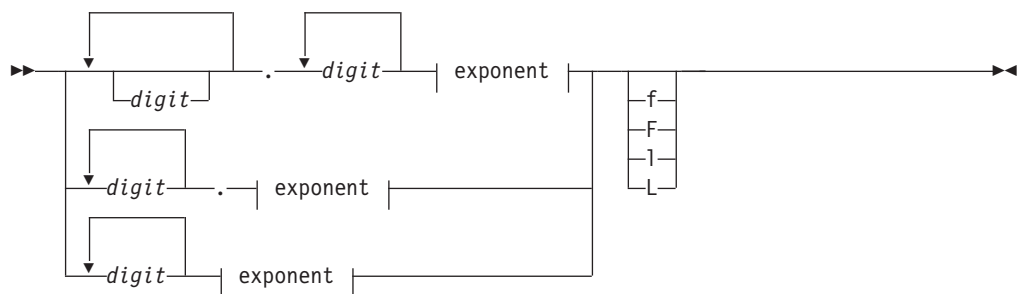 . digit exponent
digit f
F
l
digit . exponent L
digit exponent